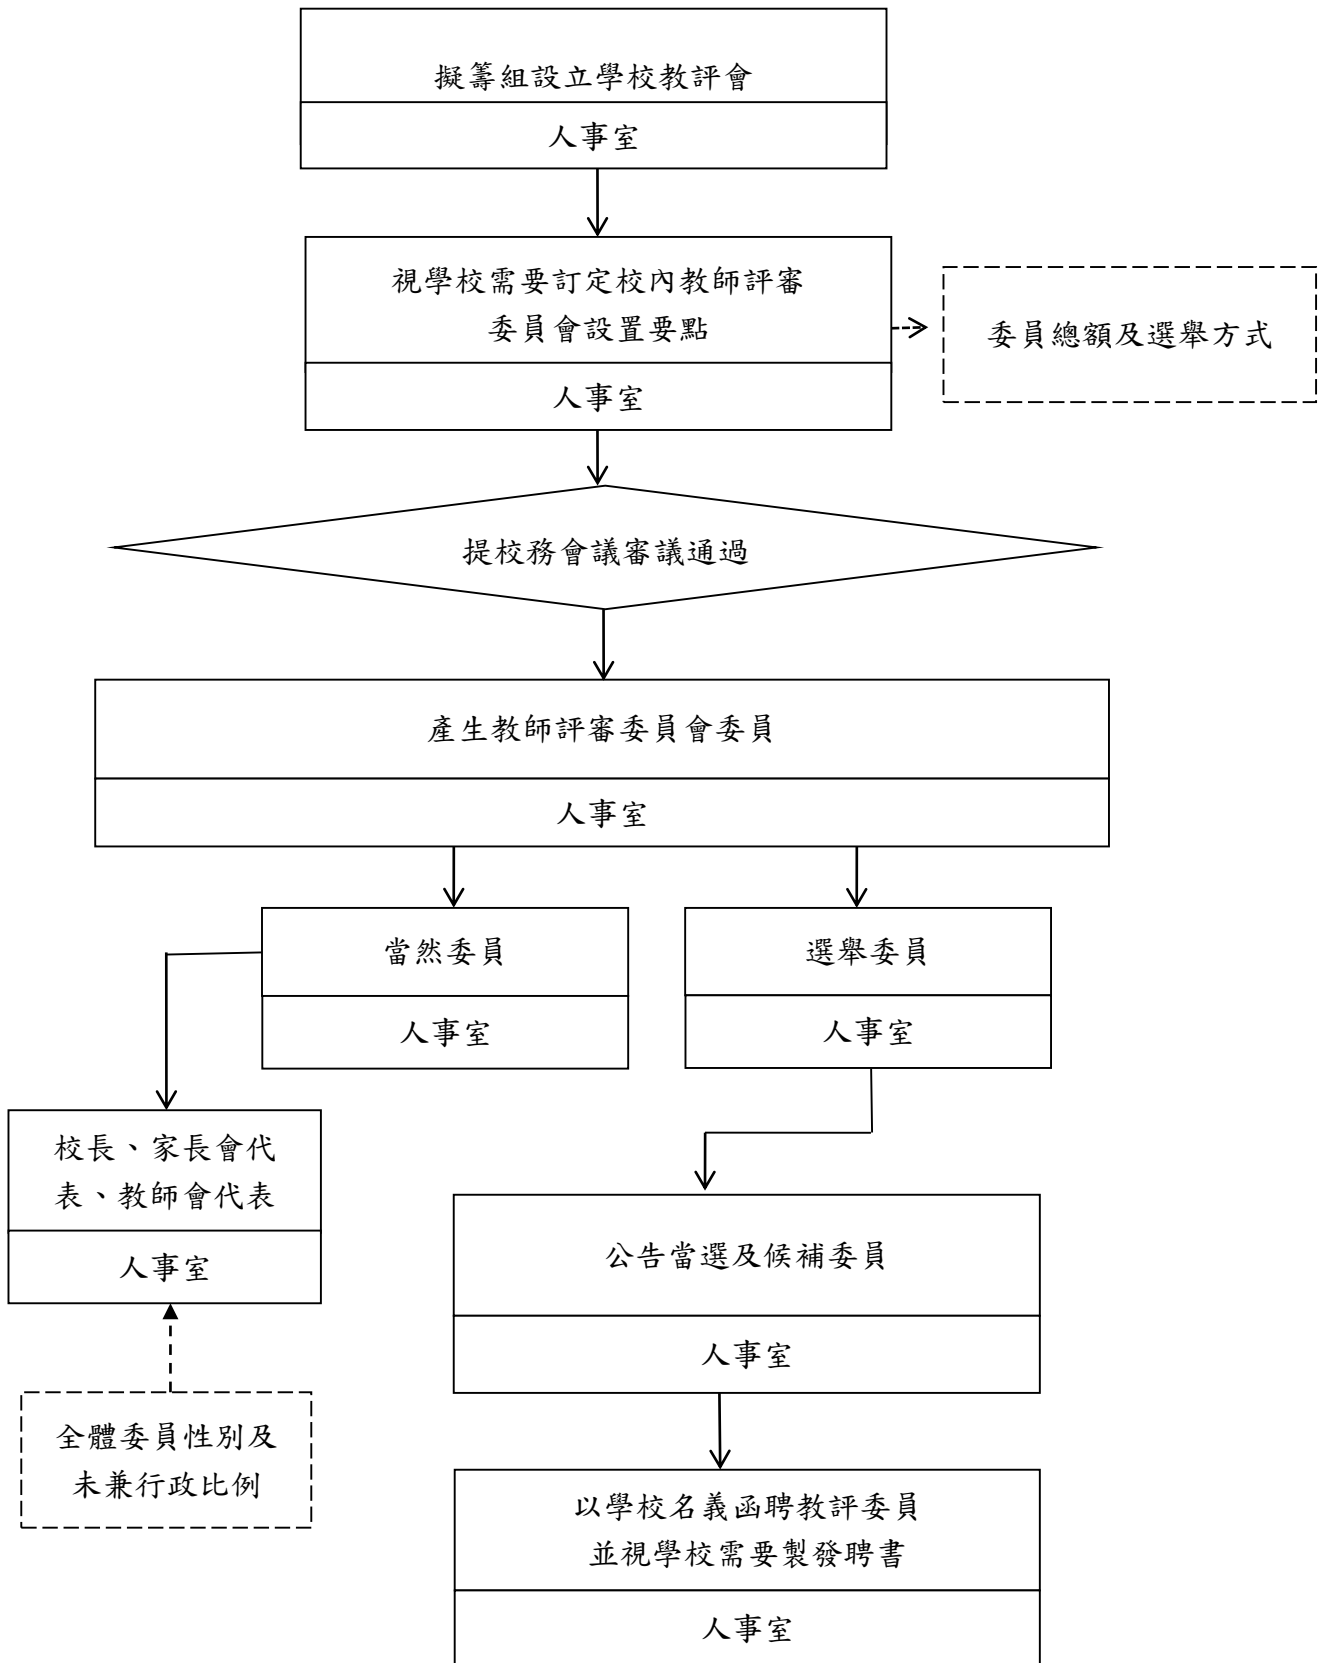 擬籌組設立學校教評會
人事室
視學校需要訂定校內教師評審
委員會設置要點
人事室
委員總額及選舉方式
提校務會議審議通過
產生教師評審委員會委員
人事室
當然委員
人事室
選舉委員
人事室
校長、家長會代
表、教師會代表
人事室
全體委員性別及
未兼行政比例
公告當選及候補委員
人事室
以學校名義函聘教評委員
並視學校需要製發聘書
人事室